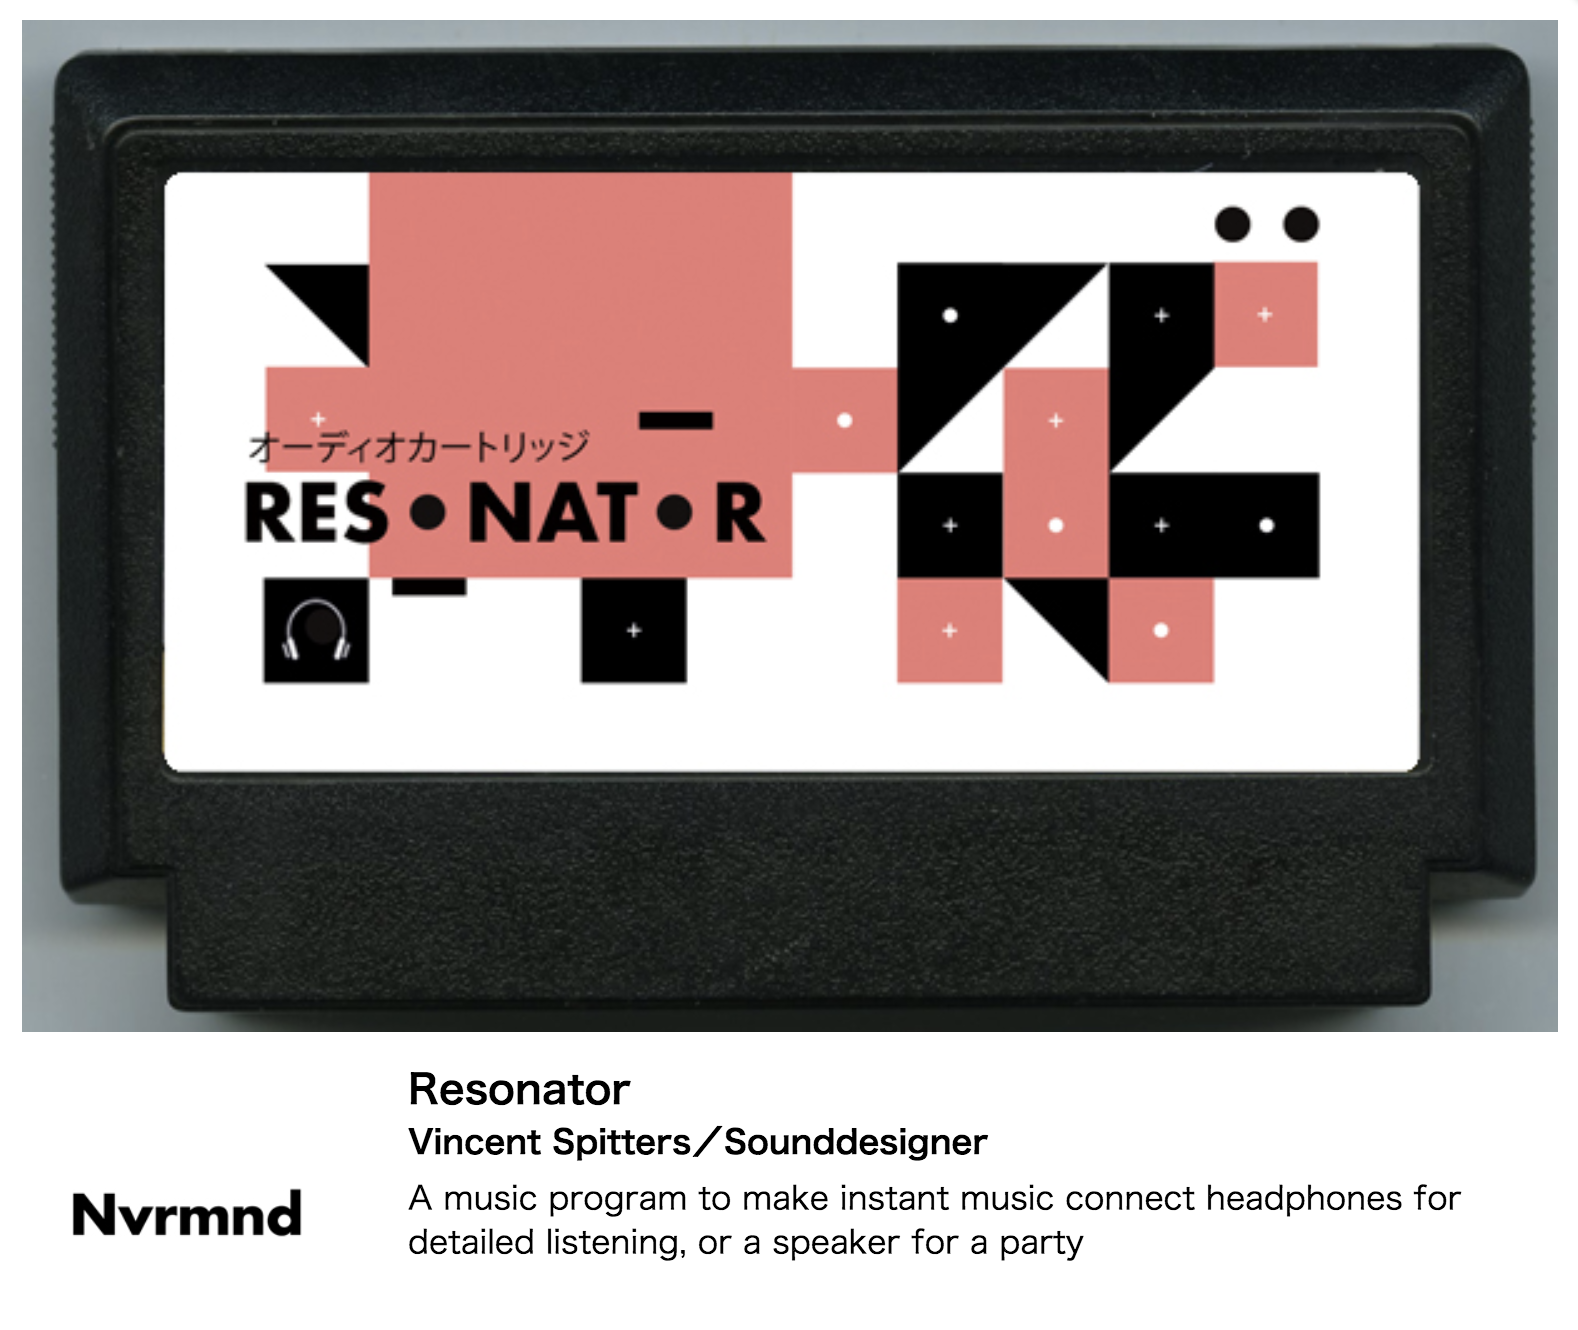 オーディオカートリッジ
RES●NAT●R
Resonator
Vincent Spitters／Sounddesigner
Nvrmnd
A music program to make instant music connect headphones for
detailed listening, or a speaker for a party